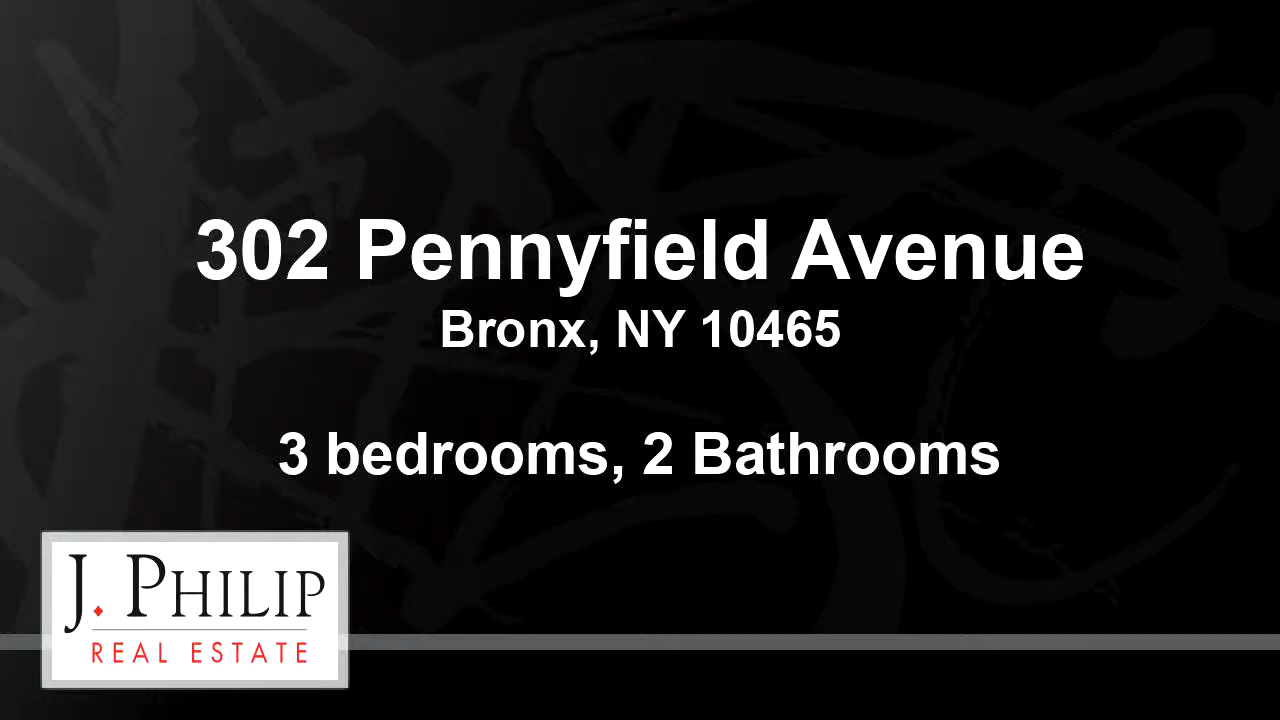 302 Pennyfield Avenue
Bronx, NY 10465
3 bedrooms, 2 Bathrooms
J. PHILIP
REAL ESTATE